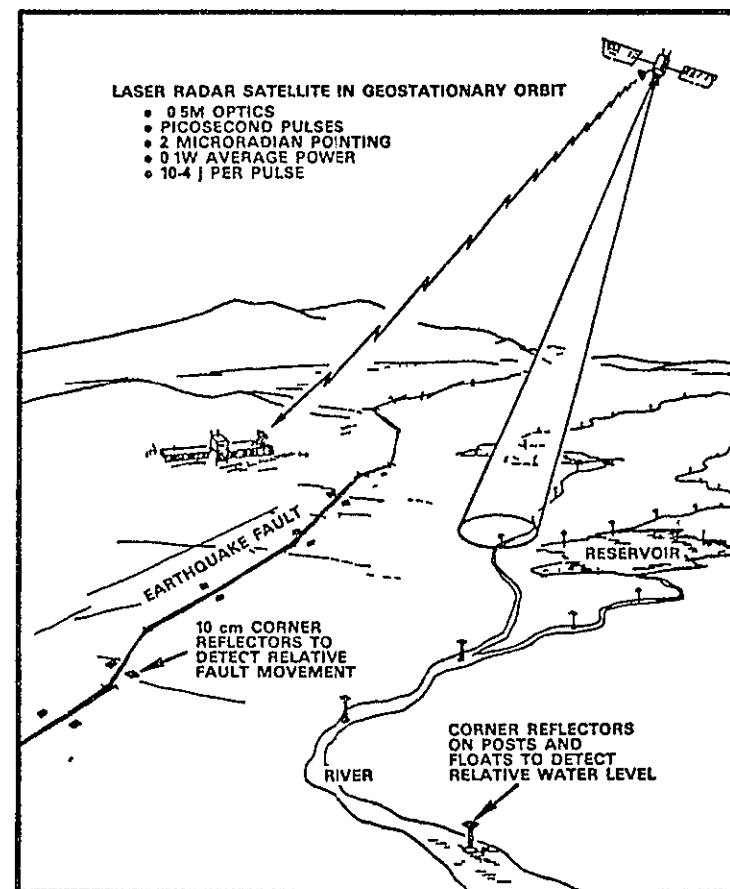 LASER RADAR SATELLITE IN GEOSTATIONARY ORBIT
• 0 5M OPTICS
• PICOSECOND PULSES
• 2 MICRORADIAN POINTING
• 0 1W AVERAGE POWER
• 10-4 J PER PULSE
EARTHQUAKE FAULT
RESERVOIR
10 cm CORNER
REFLECTORS TO
DETECT RELATIVE
FAULT MOVEMENT
CORNER REFLECTORS
ON POSTS AND
FLOATS TO DETECT
RELATIVE WATER LEVEL
RIVER